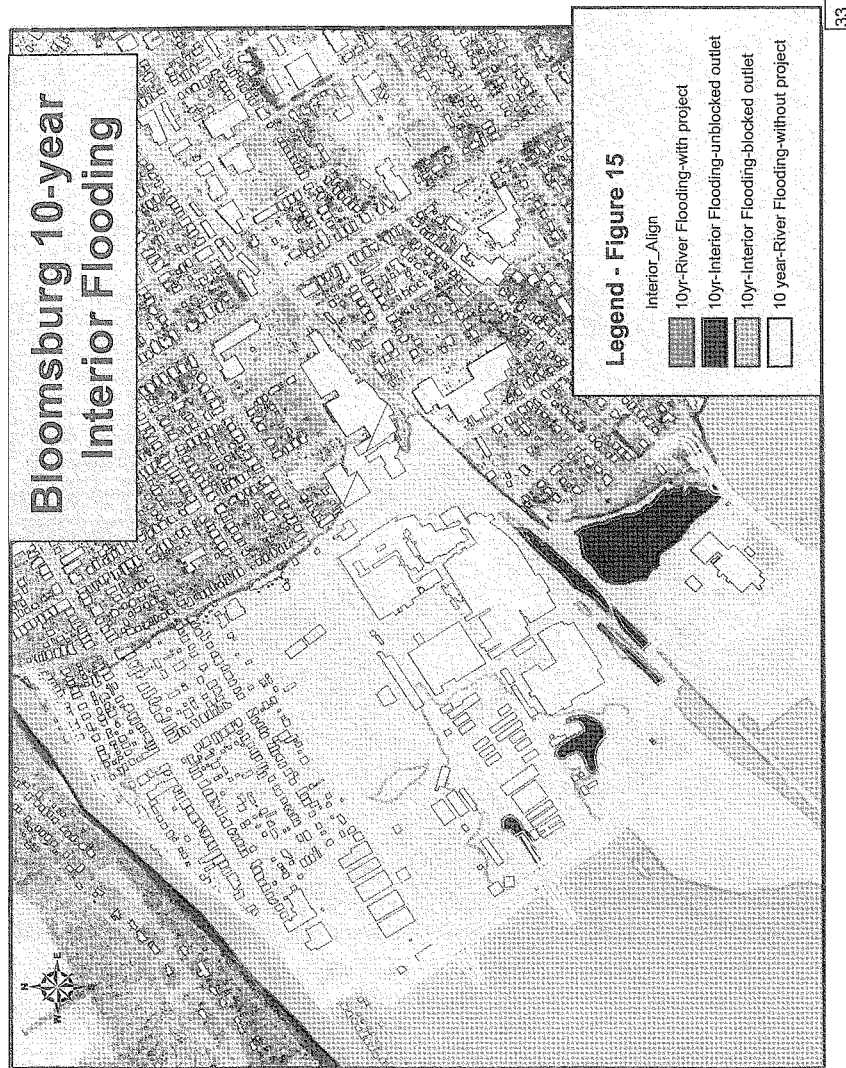 Bloomsburg 10-year
Interior Flooding
N
W
E
S
Legend - Figure 15
Interior_Align
10yr-River Flooding-with project
10yr-Interior Flooding-unblocked outlet
10yr-Interior Flooding-blocked outlet
10 year-River Flooding-without project
33